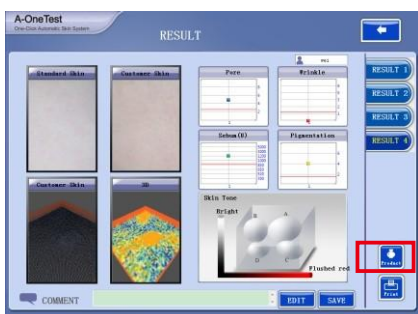 A-OneTest
One-Click Automatic Skin System
RESULT
Standard Skin
Customer Skin
Pore
Wrinkle
Sebum(U)
Pigmentation
Customer Skin
3D
Skin Tone
Bright
A
B
C
D
Flushed red
RESULT 1
RESULT 2
RESULT 3
RESULT 4
Product
Print
COMMENT
EDIT
SAVE